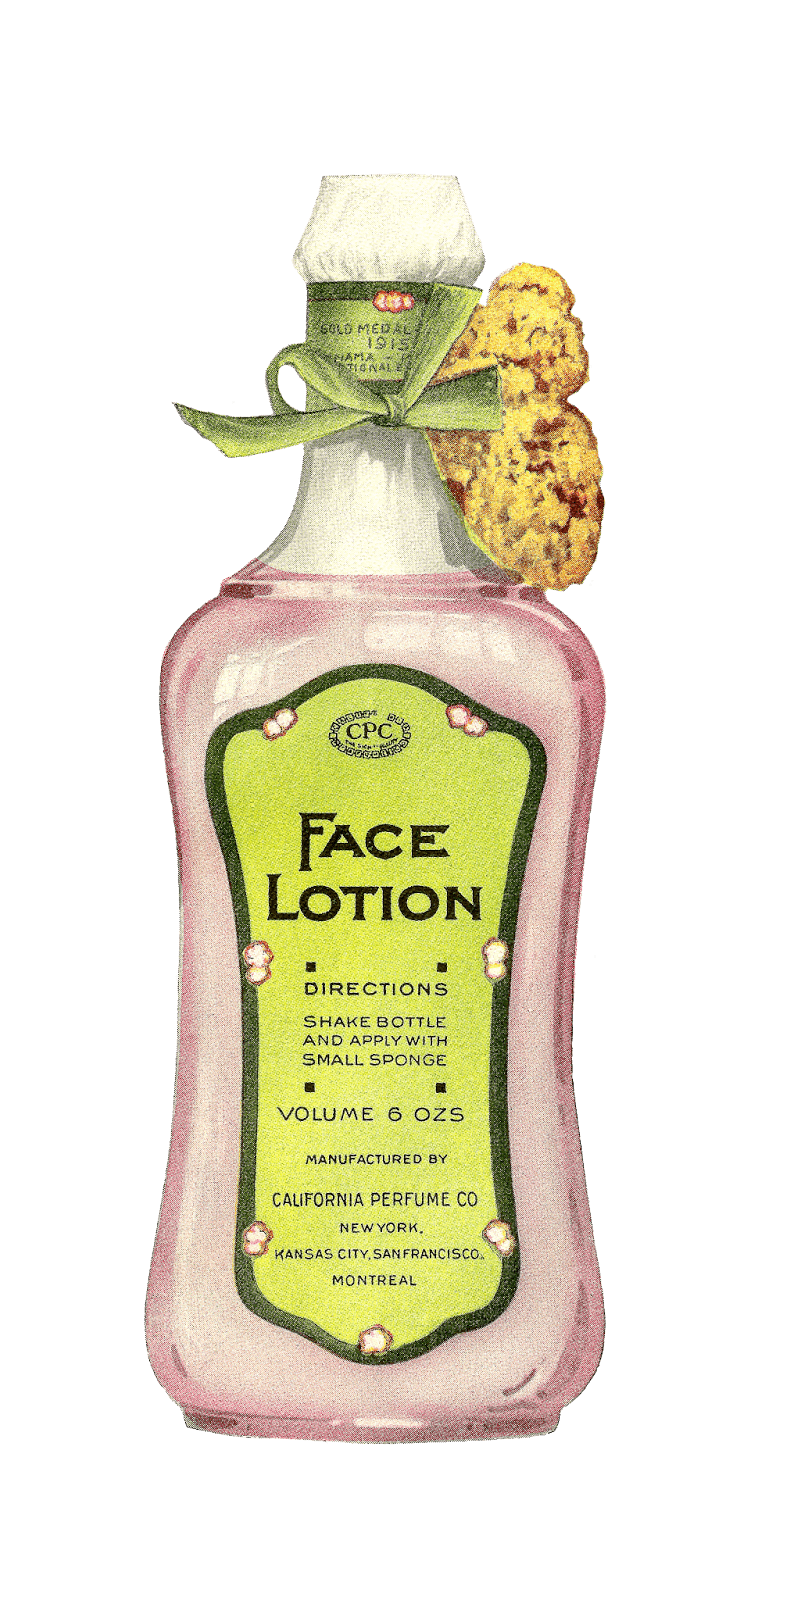 GOLD MEDAL
1915
CPC
FACE
LOTION
DIRECTIONS
SHAKE BOTTLE
AND APPLY WITH
SMALL SPONGE
VOLUME 6 OZS
MANUFACTURED BY
CALIFORNIA PERFUME CO
NEW YORK,
KANSAS CITY, SAN FRANCISCO,
MONTREAL